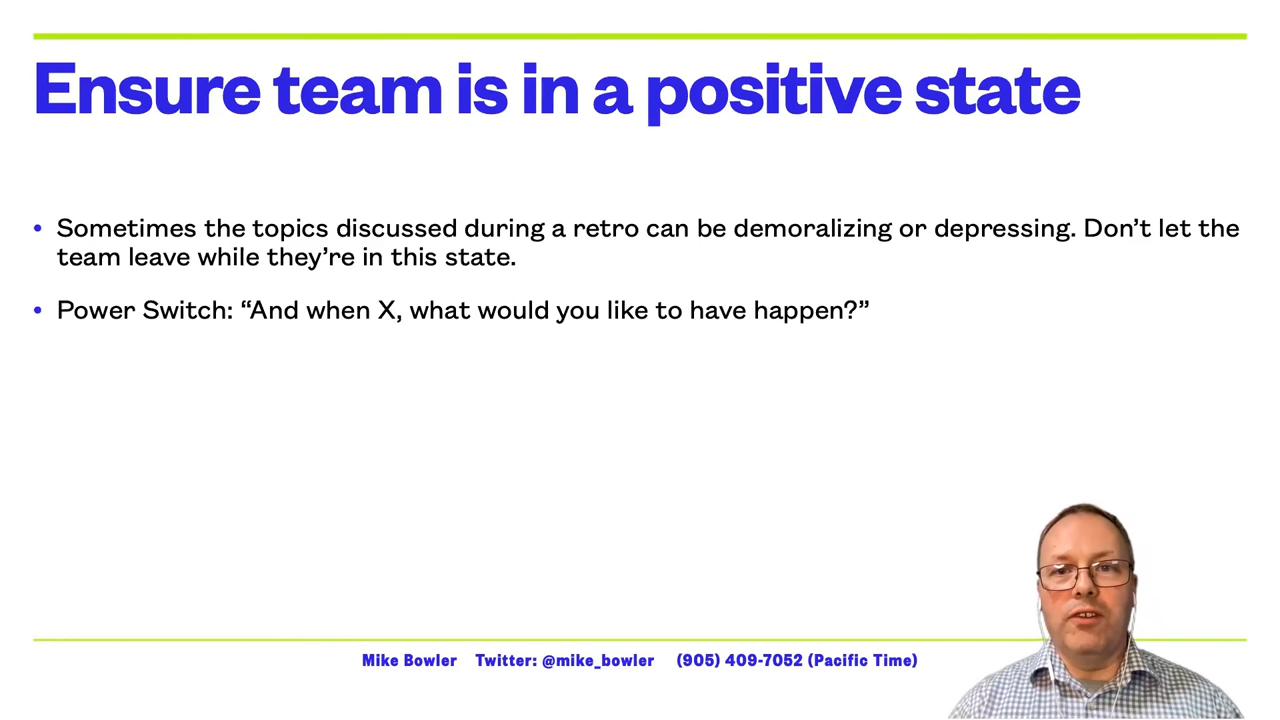 Ensure team is in a positive state
• Sometimes the topics discussed during a retro can be demoralizing or depressing. Don’t let the
team leave while they’re in this state.
• Power Switch: “And when X, what would you like to have happen?”
Mike Bowler Twitter: @mike_bowler (905) 409-7052 (Pacific Time)